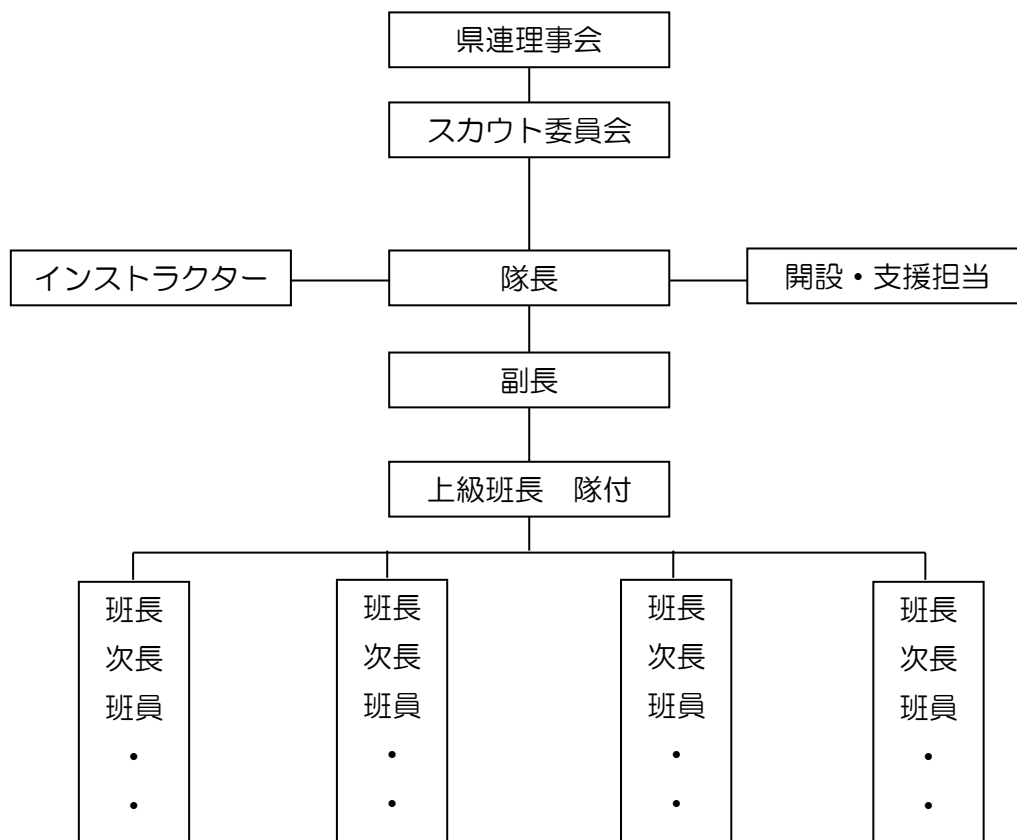 県連理事会
スカウト委員会
インストラクター
隊長
開設・支援担当
副長
上級班長　隊付
班長
次長
班員
・
・
班長
次長
班員
・
・
班長
次長
班員
・
・
班長
次長
班員
・
・